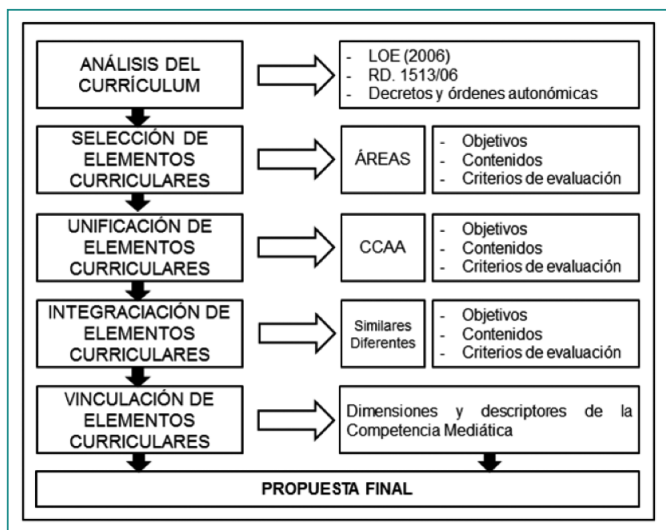 ANÁLISIS DEL
CURRÍCULUM
- LOE (2006)
- RD. 1513/06
- Decretos y órdenes autonómicas
SELECCIÓN DE
ELEMENTOS
CURRICULARES
ÁREAS
- Objetivos
- Contenidos
- Criterios de evaluación
UNIFICACIÓN DE
ELEMENTOS
CURRICULARES
CCAA
- Objetivos
- Contenidos
- Criterios de evaluación
INTEGRACIACIÓN DE
ELEMENTOS
CURRICULARES
Similares
Diferentes
- Objetivos
- Contenidos
- Criterios de evaluación
VINCULACIÓN DE
ELEMENTOS
CURRICULARES
Dimensiones y descriptores de la
Competencia Mediática
PROPUESTA FINAL